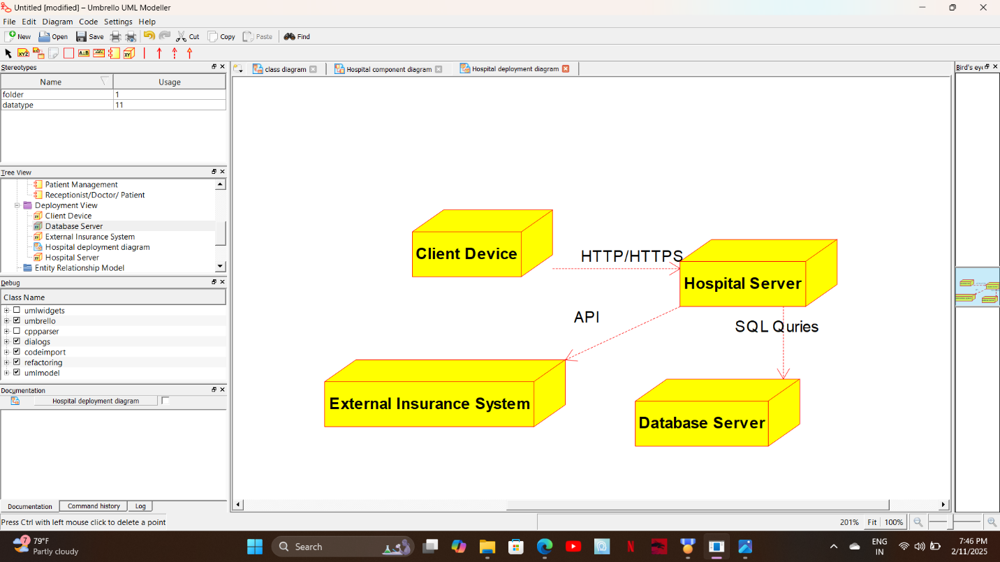 Untitled [modified] – Umbrello UML Modeller
File Edit Diagram Code Settings Help
New Open Save Cut Copy Paste Find
Stereotypes
Name Usage
folder 1
datatype 11
Tree View
Patient Management
Receptionist/Doctor/ Patient
Deployment View
Client Device
Database Server
External Insurance System
Hospital deployment diagram
Hospital Server
Entity Relationship Model
Debug
Class Name
umlwidgets
umbrello
cppparser
dialogs
codeimport
refactoring
umlmodel
Documentation
Hospital deployment diagram
Documentation Command history Log
Press Ctrl with left mouse click to delete a point
class diagram Hospital component diagram Hospital deployment diagram
Bird's eye
Client Device
HTTP/HTTPS
Hospital Server
API
SQL Quries
External Insurance System
Database Server
201% Fit 100%
7
79°F
Partly cloudy
Search
ENG
IN
7:46 PM
2/11/2025